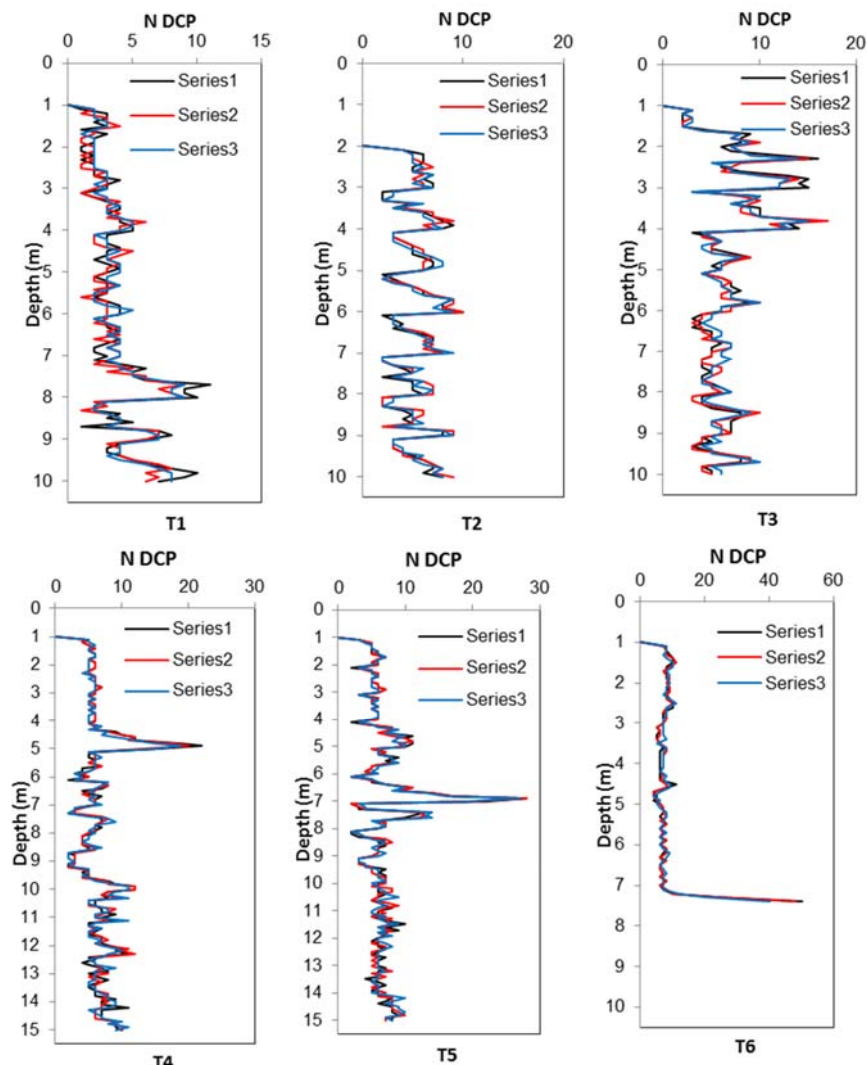 N DCP
0 5 10 15
0
1
2
3
4
5
6
7
8
9
10
Depth (m)
Series1
Series2
Series3
T1
N DCP
0 10 20
0
1
2
3
4
5
6
7
8
9
10
Depth (m)
Series1
Series2
Series3
T2
N DCP
0 10 20
0
1
2
3
4
5
6
7
8
9
10
Depth (m)
Series1
Series2
Series3
T3
N DCP
0 10 20 30
0
1
2
3
4
5
6
7
8
9
10
11
12
13
14
15
Depth (m)
Series1
Series2
Series3
T4
N DCP
0 10 20 30
0
1
2
3
4
5
6
7
8
9
10
11
12
13
14
15
Depth (m)
Series1
Series2
Series3
T5
N DCP
0 20 40 60
0
1
2
3
4
5
6
7
8
9
10
Depth (m)
Series1
Series2
Series3
T6